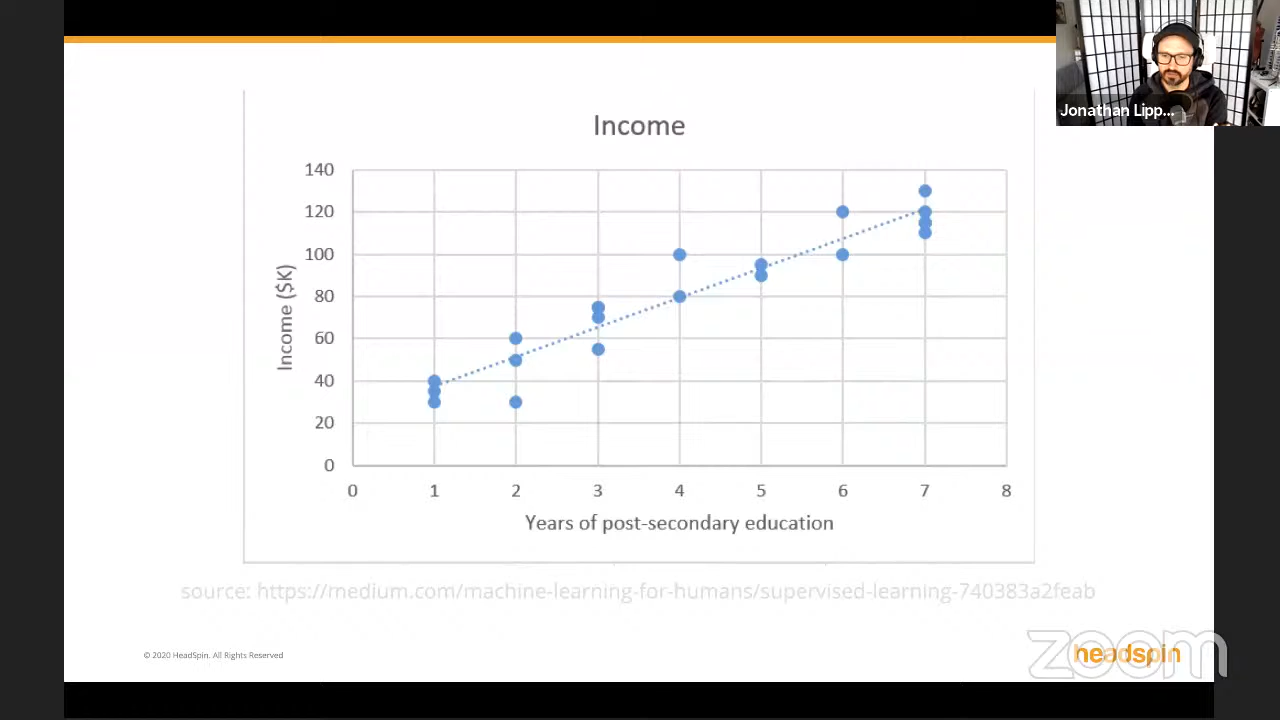 Jonathan Lipp...
Income
140
120
100
80
60
40
20
0
Income ($K)
0 1 2 3 4 5 6 7 8
Years of post-secondary education
source: https://medium.com/machine-learning-for-humans/supervised-learning-740383a2feab
© 2020 HeadSpin. All Rights Reserved
headspin
zoom